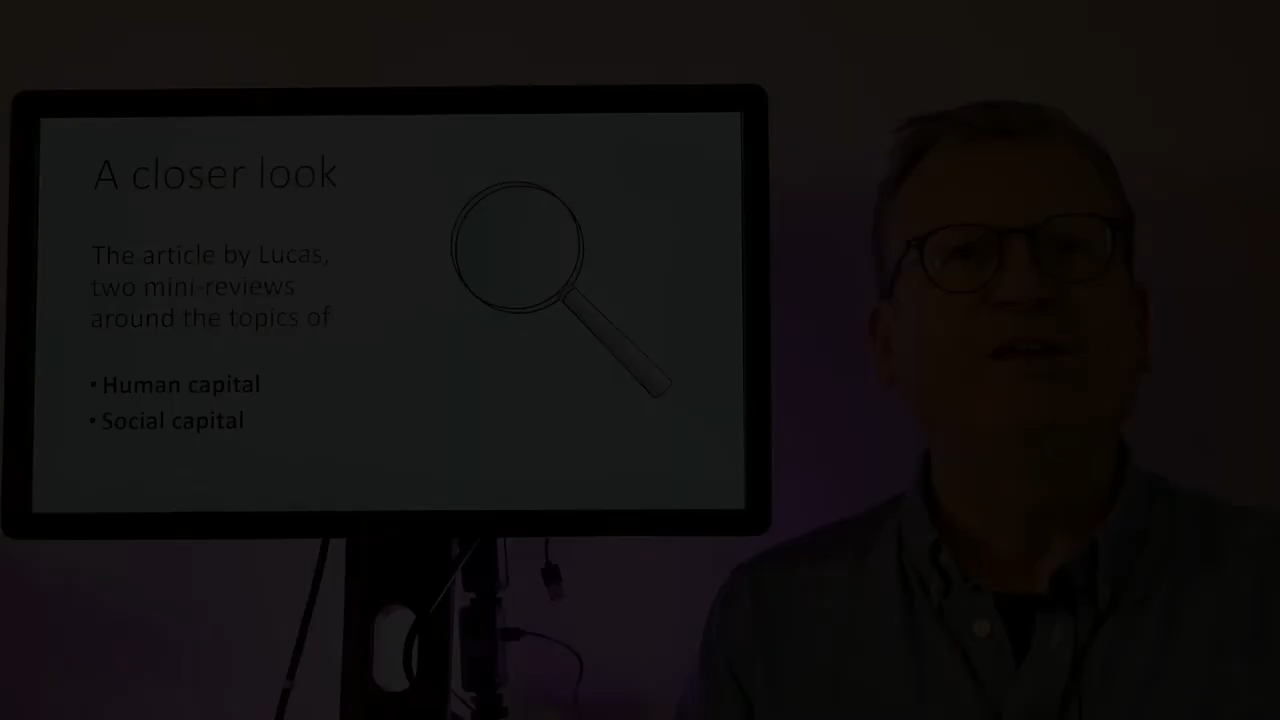 A closer look
The article by Lucas,
two mini-reviews
around the topics of
• Human capital
• Social capital